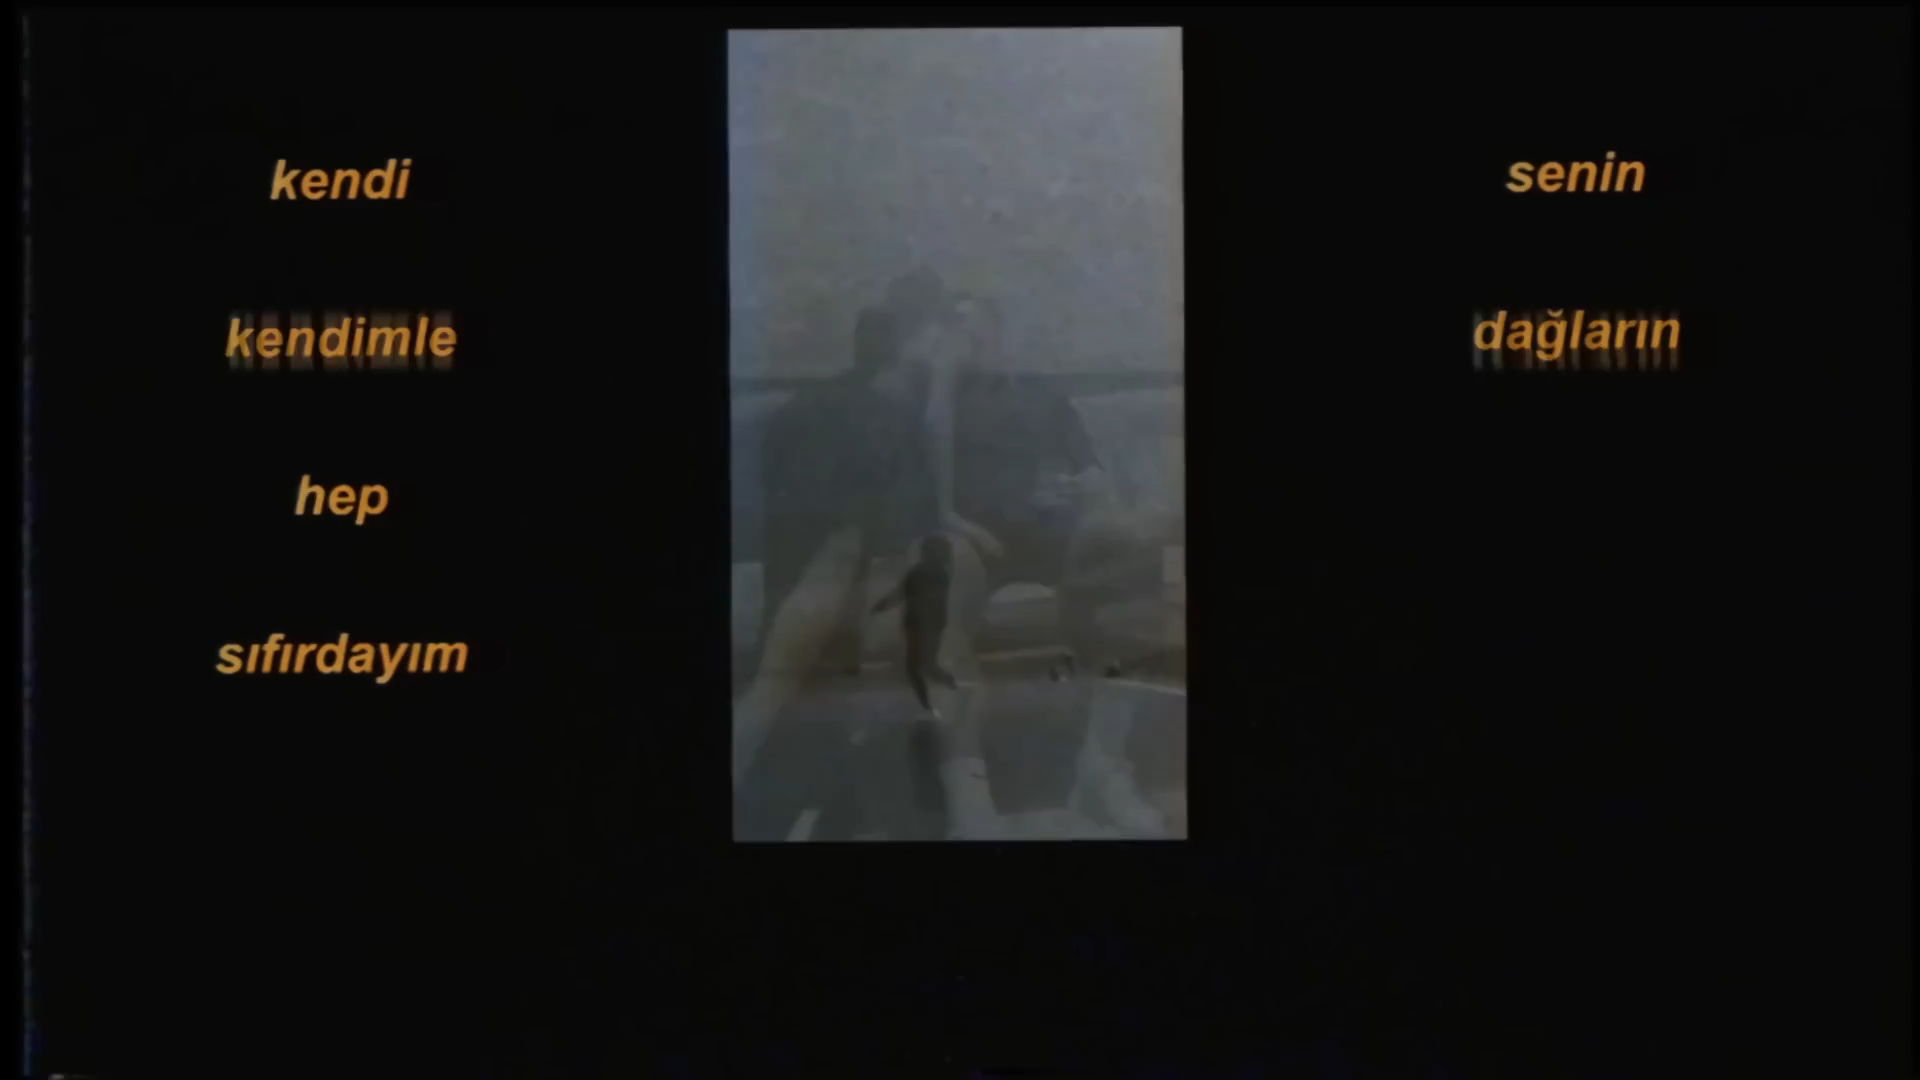 kendi
kendimle
hep
sıfırdayım
senin
dağların